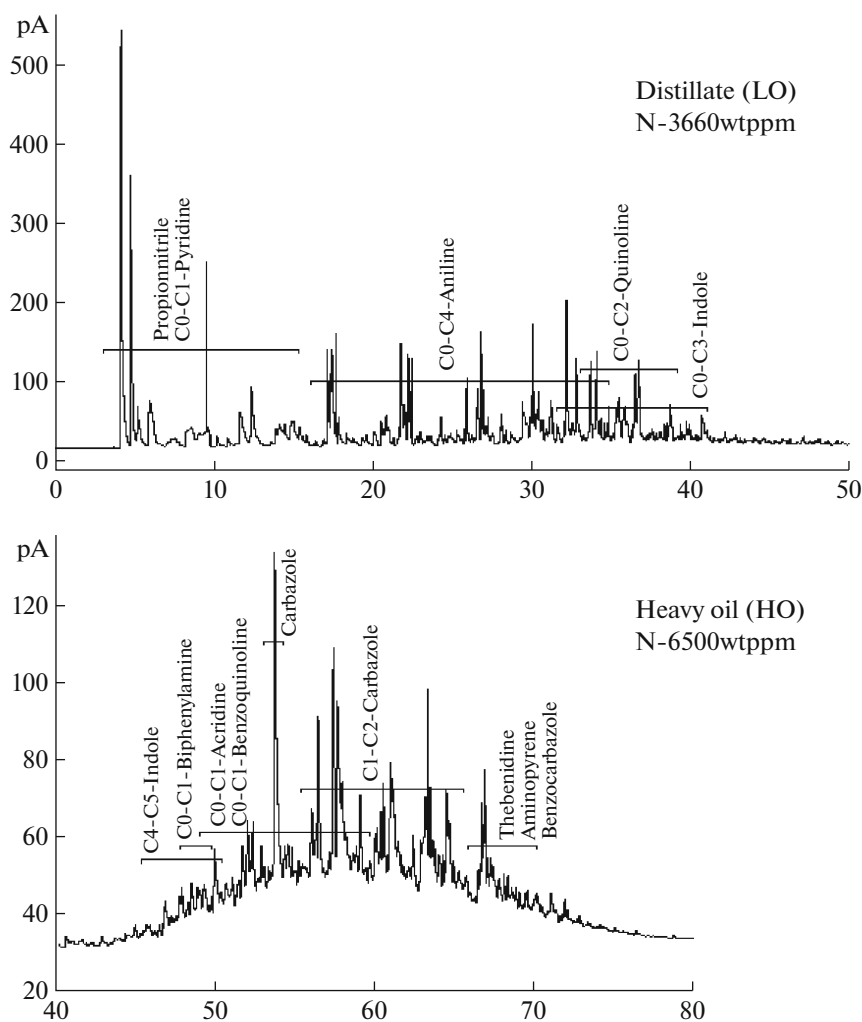 pA
500
400
300
200
100
0
0 10 20 30 40 50
Distillate (LO)
N-3660wtppm
Propionnitrile
C0-C1-Pyridine
C0-C4-Aniline
C0-C2-Quinoline
C0-C3-Indole
pA
120
100
80
60
40
20
40 50 60 70 80
Heavy oil (HO)
N-6500wtppm
C4-C5-Indole
C0-C1-Biphenylamine
C0-C1-Acridine
C0-C1-Benzoquinoline
Carbazole
C1-C2-Carbazole
Thebenidine
Aminopyrene
Benzocarbazole